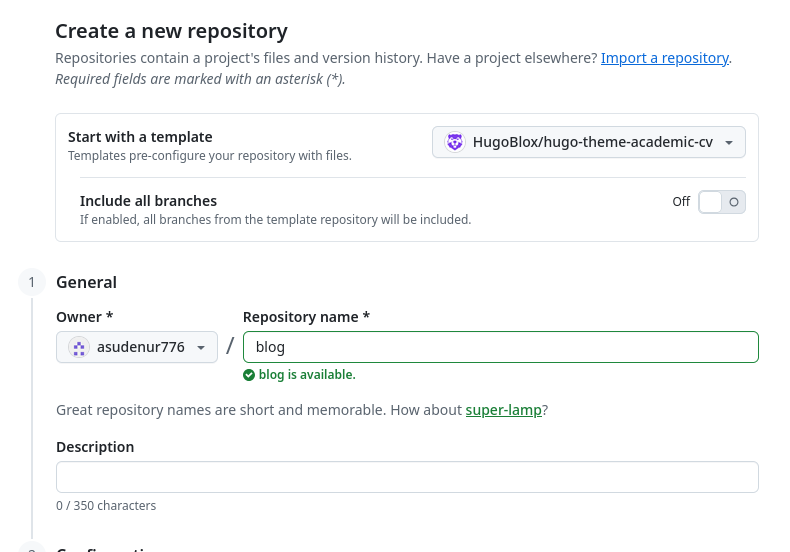 Create a new repository
Repositories contain a project's files and version history. Have a project elsewhere? Import a repository.
Required fields are marked with an asterisk (*).
Start with a template
Templates pre-configure your repository with files.
HugoBlox/hugo-theme-academic-cv
Include all branches
If enabled, all branches from the template repository will be included.
Off
1 General
Owner *
asudenur776
/
Repository name *
blog
blog is available.
Great repository names are short and memorable. How about super-lamp?
Description
0 / 350 characters